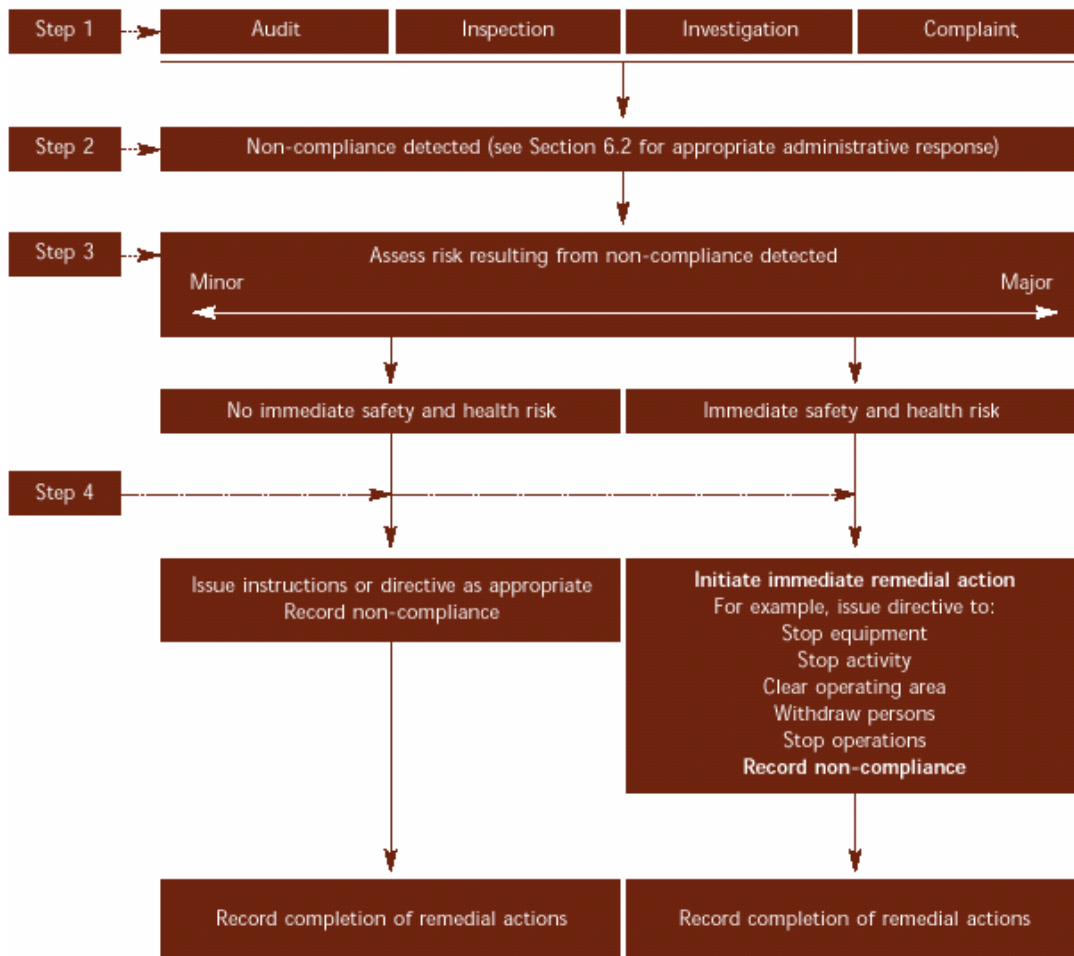 Step 1
Audit
Inspection
Investigation
Complaint
Step 2
Non-compliance detected (see Section 6.2 for appropriate administrative response)
Step 3
Assess risk resulting from non-compliance detected
Minor
Major
No immediate safety and health risk
Immediate safety and health risk
Step 4
Issue instructions or directive as appropriate
Record non-compliance
Initiate immediate remedial action
For example, issue directive to:
Stop equipment
Stop activity
Clear operating area
Withdraw persons
Stop operations
Record non-compliance
Record completion of remedial actions
Record completion of remedial actions